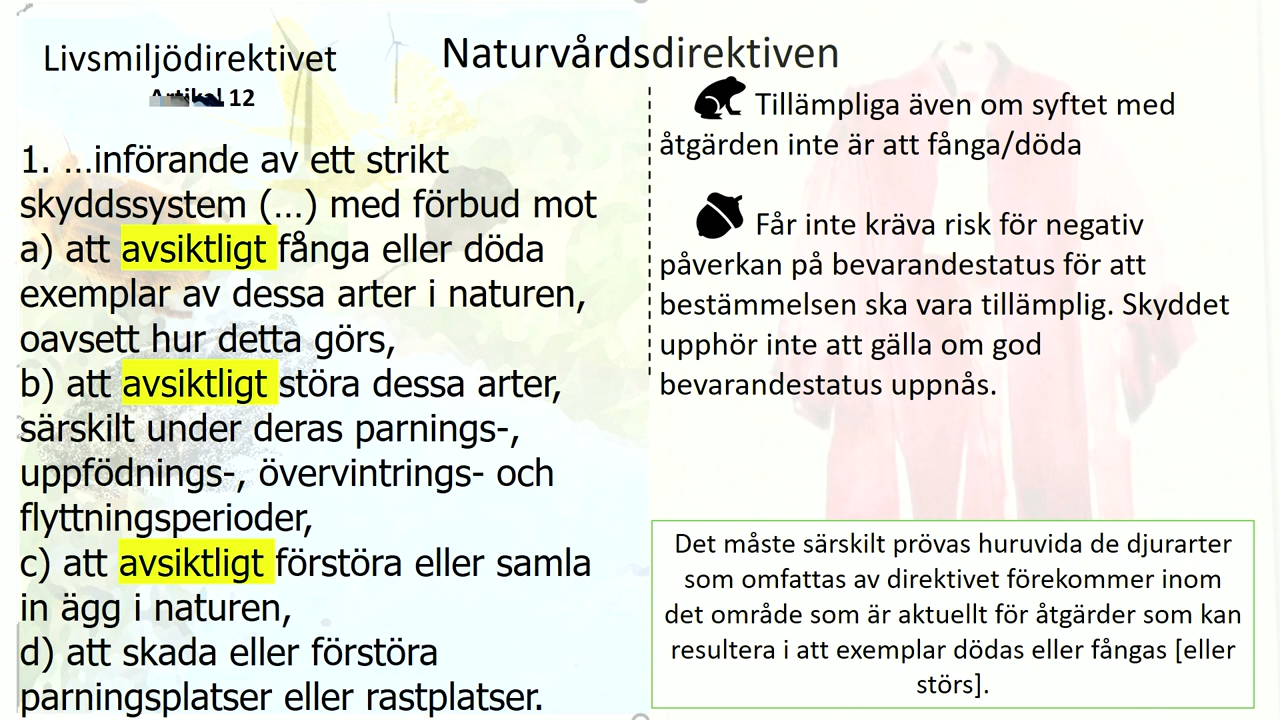 Livsmiljödirektivet
Artikel 12
1. …införande av ett strikt
skyddssystem (…) med förbud mot
a) att avsiktligt fånga eller döda
exemplar av dessa arter i naturen,
oavsett hur detta görs,
b) att avsiktligt störa dessa arter,
särskilt under deras parnings-,
uppfödnings-, övervintrings- och
flyttningsperioder,
c) att avsiktligt förstöra eller samla
in ägg i naturen,
d) att skada eller förstöra
parningsplatser eller rastplatser.
Naturvårdsdirektiven
Tillämpliga även om syftet med
åtgärden inte är att fånga/döda
Får inte kräva risk för negativ
påverkan på bevarandestatus för att
bestämmelsen ska vara tillämplig. Skyddet
upphör inte att gälla om god
bevarandestatus uppnås.
Det måste särskilt prövas huruvida de djurarter
som omfattas av direktivet förekommer inom
det område som är aktuellt för åtgärder som kan
resultera i att exemplar dödas eller fångas [eller
störs].